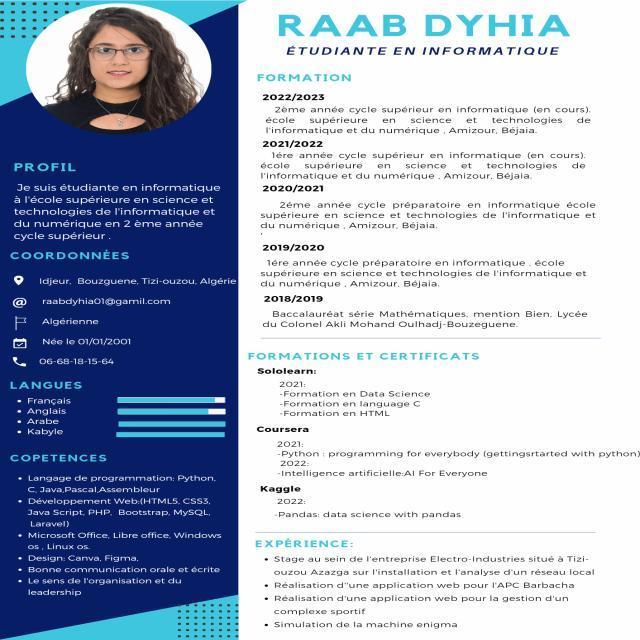 RAAB DYHIA
ÉTUDIANTE EN INFORMATIQUE
PROFIL
Je suis étudiante en informatique
à l'école supérieure en science et
technologies de l'informatique et
du numérique en 2 ème année
cycle supérieur .
COORDONNÉES
Idjeur, Bouzguene, Tizi-ouzou, Algérie
raabdyhia01@gamil.com
Algérienne
Née le 01/01/2001
06-68-18-15-64
LANGUES
Français
Anglais
Arabe
Kabyle
COPETENCES
Langage de programmation: Python,
C, Java,Pascal,Assembleur
Développement Web:(HTML5, CSS3,
Java Script, PHP, Bootstrap, MySQL,
Laravel)
Microsoft Office, Libre office, Windows
os , Linux os.
Design: Canva, Figma,
Bonne communication orale et écrite
Le sens de l'organisation et du
leadership
FORMATION
2022/2023
2ème année cycle supérieur en informatique (en cours).
école supérieure en science et technologies de
l'informatique et du numérique , Amizour, Béjaia.
2021/2022
1ére année cycle supérieur en informatique (en cours).
école supérieure en science et technologies de
l'informatique et du numérique , Amizour, Béjaia.
2020/2021
2éme année cycle préparatoire en informatique école
supérieure en science et technologies de l'informatique et
du numérique , Amizour, Béjaia.
'
2019/2020
1ére année cycle préparatoire en informatique . école
supérieure en science et technologies de l'informatique et
du numérique , Amizour, Béjaia.
2018/2019
Baccalauréat série Mathématiques, mention Bien, Lycée
du Colonel Akli Mohand Oulhadj-Bouzeguene.
FORMATIONS ET CERTIFICATS
Sololearn:
2021:
-Formation en Data Science
-Formation en language C
-Formation en HTML
Coursera
2021:
-Python : programming for everybody (gettingsrtarted with python)
2022:
-Intelligence artificielle:AI For Everyone
Kaggle
2022:
-Pandas: data science with pandas
EXPÉRIENCE:
Stage au sein de l'entreprise Electro-Industries situé à Tizi-
ouzou Azazga sur l'installation et l'analyse d'un réseau local
Réalisation d''une application web pour l'APC Barbacha
Réalisation d'une application web pour la gestion d'un
complexe sportif
Simulation de la machine enigma